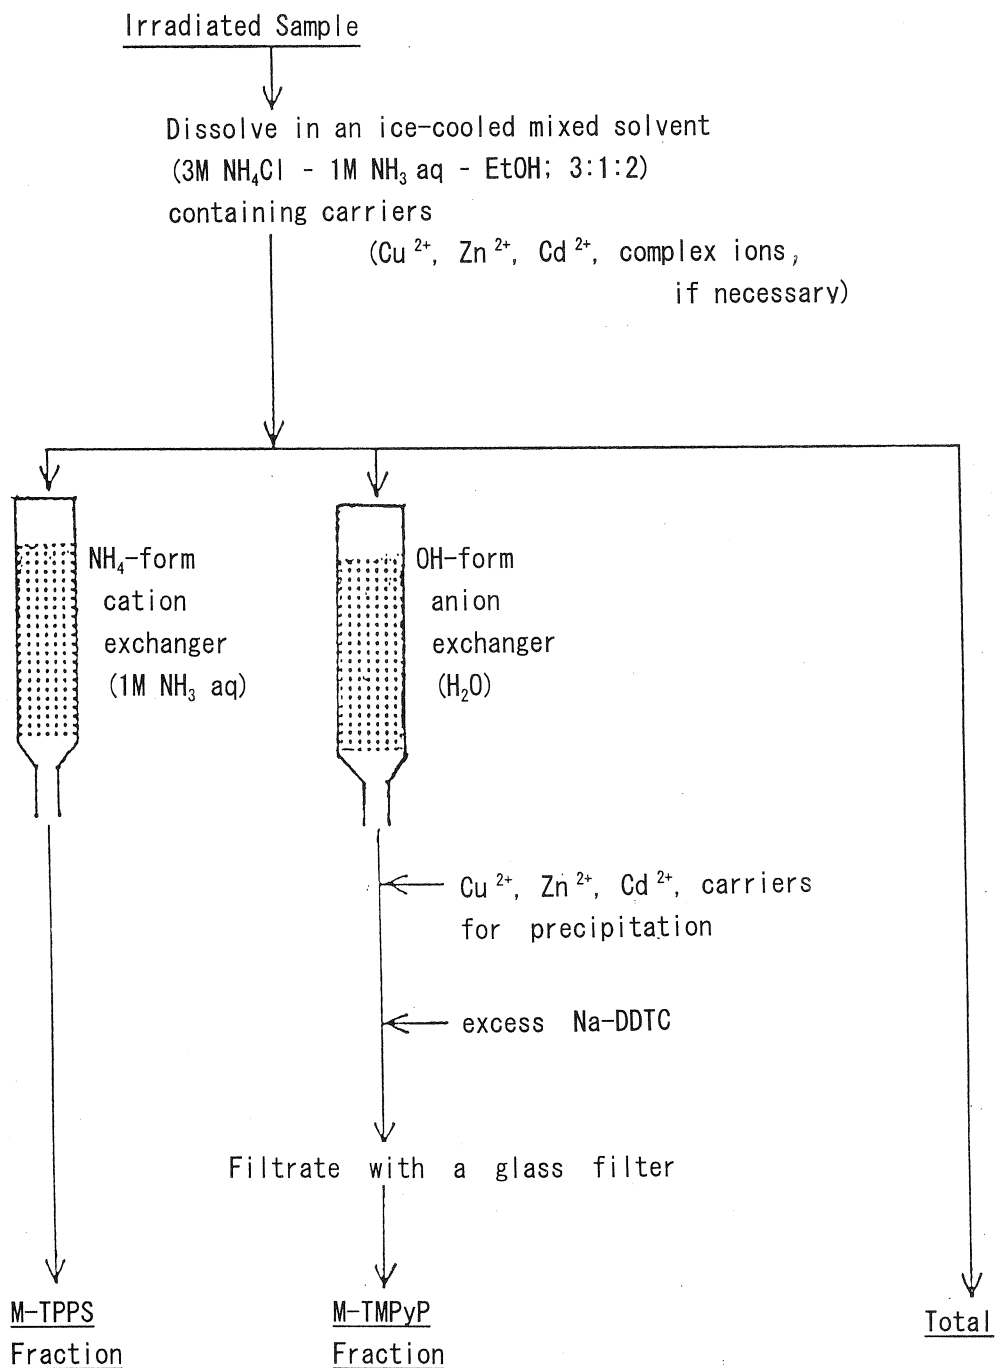 Irradiated Sample
Dissolve in an ice-cooled mixed solvent
(3M NH₄Cl - 1M NH₃ aq - EtOH; 3:1:2)
containing carriers
(Cu²⁺, Zn²⁺, Cd²⁺, complex ions,
if necessary)
NH₄-form
cation
exchanger
(1M NH₃ aq)
OH-form
anion
exchanger
(H₂O)
Cu²⁺, Zn²⁺, Cd²⁺, carriers
for precipitation
excess Na-DDTC
Filtrate with a glass filter
M-TPPS
Fraction
M-TMPyP
Fraction
Total